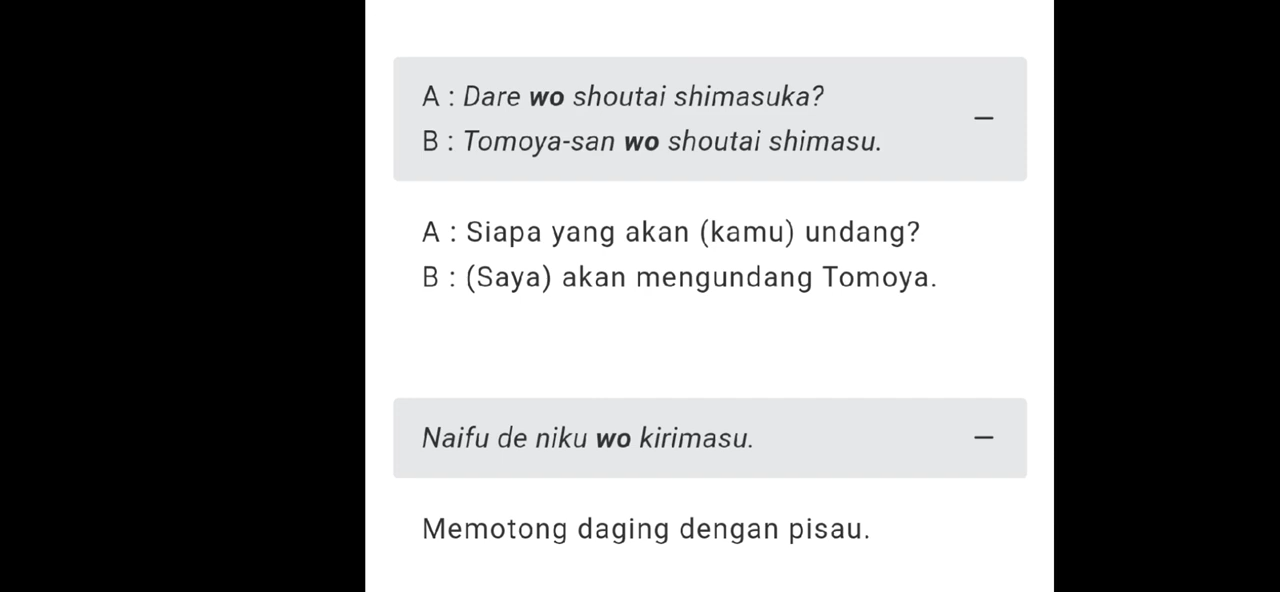 A : Dare wo shoutai shimasuka?
B : Tomoya-san wo shoutai shimasu.
A : Siapa yang akan (kamu) undang?
B : (Saya) akan mengundang Tomoya.
Naifu de niku wo kirimasu.
Memotong daging dengan pisau.